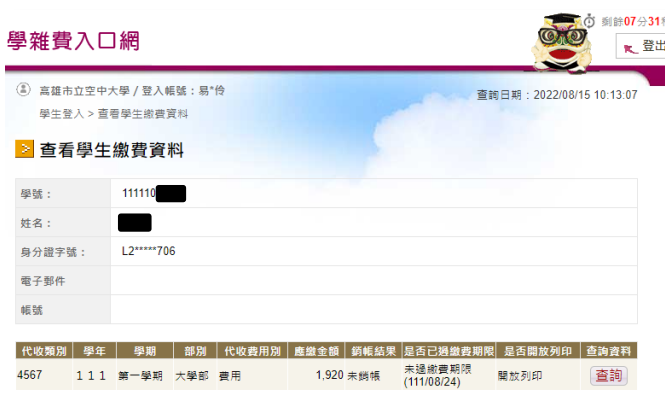 學雜費入口網
剩餘07分31秒
登出
高雄市立空中大學 / 登入帳號：易*伶
查詢日期：2022/08/15 10:13:07
學生登入 > 查看學生繳費資料
查看學生繳費資料
學號： 111110
姓名：
身分證字號： L2*****706
電子郵件
帳號
代收類別 學年 學期 部別 代收費用別 應繳金額 銷帳結果 是否已過繳費期限 是否開放列印 查詢資料
4567 111 第一學期 大學部 費用 1,920 未銷帳 未過繳費期限 開放列印 查詢
(111/08/24)